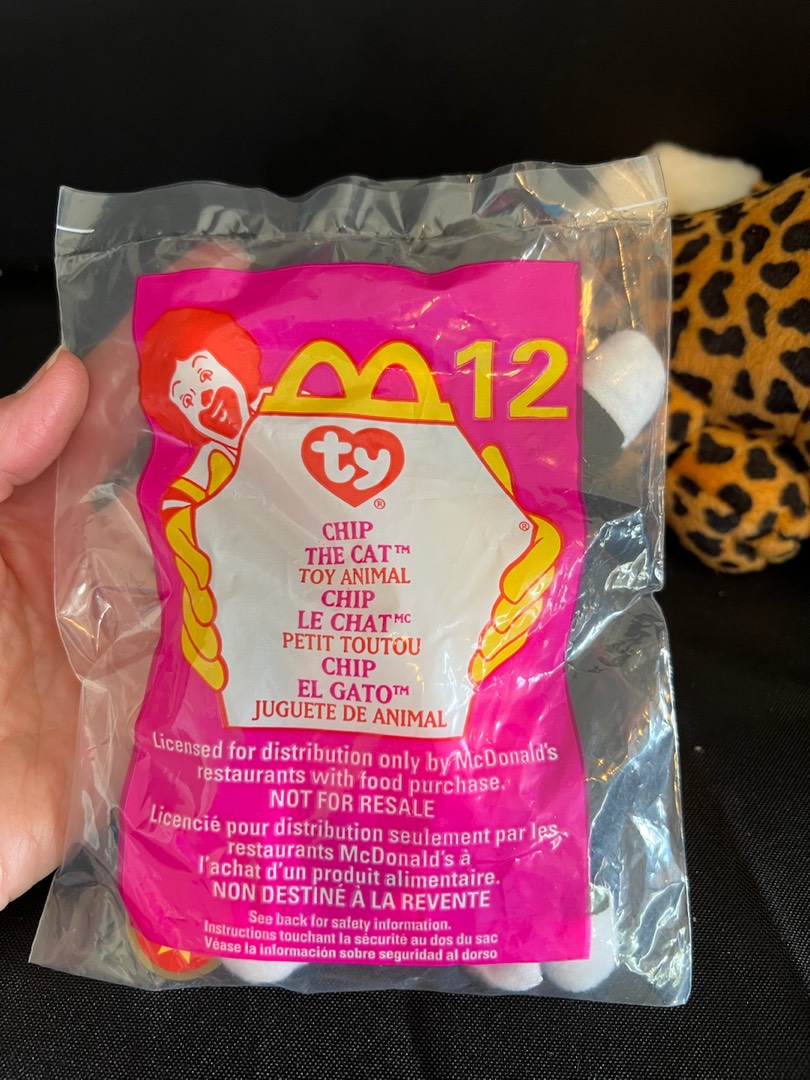 12
ty®
®
CHIP
THE CAT™
TOY ANIMAL
CHIP
LE CHATMC
PETIT TOUTOU
CHIP
EL GATO™
JUGUETE DE ANIMAL
Licensed for distribution only by McDonald's
restaurants with food purchase.
NOT FOR RESALE
Licencié pour distribution seulement par les
restaurants McDonald's à
l'achat d'un produit alimentaire.
NON DESTINÉ À LA REVENTE
See back for safety information.
Instructions touchant la sécurité au dos du sac
Véase la información sobre seguridad al dorso